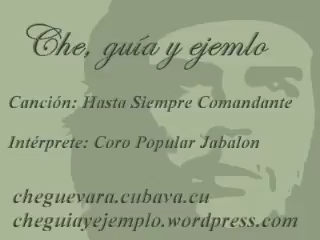 Che, guía y ejemlo
Canción: Hasta Siempre Comandante
Intérprete: Coro Popular Jabalon
cheguevara.cubava.cu
cheguiayejemplo.wordpress.com